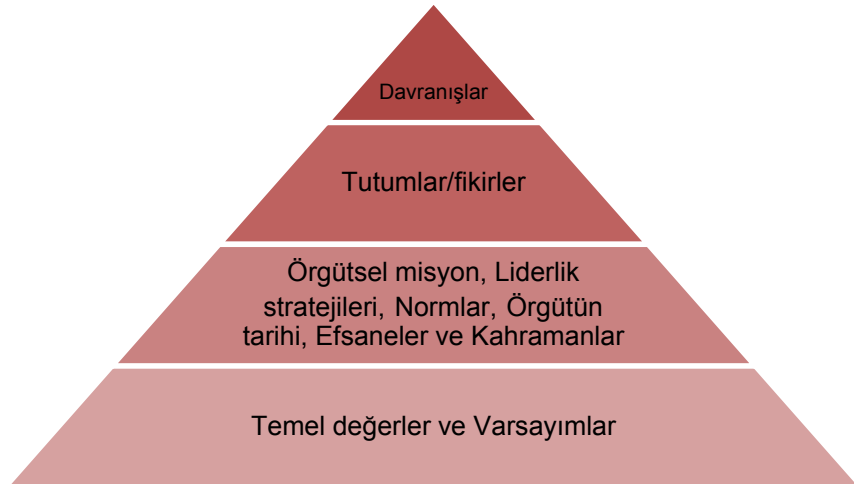 Davranışlar
Tutumlar/fikirler
Örgütsel misyon, Liderlik
stratejileri, Normlar, Örgütün
tarihi, Efsaneler ve Kahramanlar
Temel değerler ve Varsayımlar